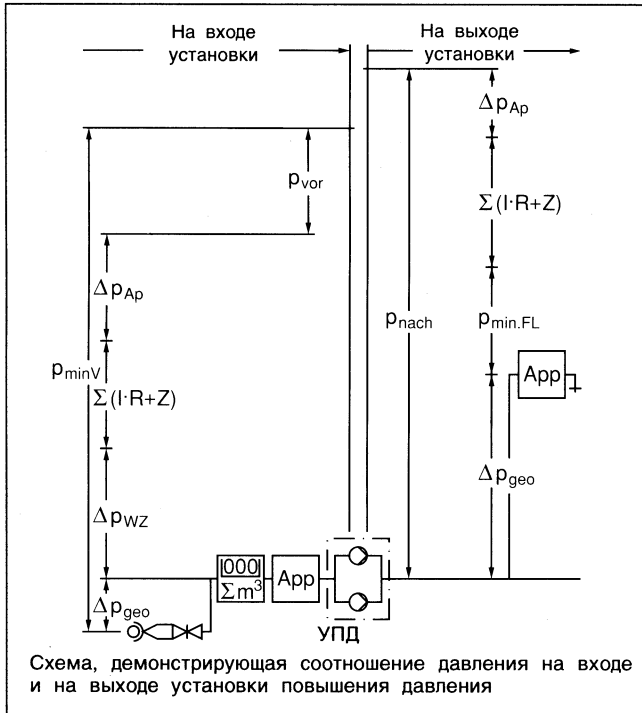 На входе
установки
На выходе
установки
Δp_Ap
p_vor
Σ(l·R+Z)
Δp_Ap
p_nach
p_min.FL
p_minV
App
Σ(l·R+Z)
Δp_geo
Δp_WZ
000
Σm³
App
Δp_geo
УПД
Схема, демонстрирующая соотношение давления на входе
и на выходе установки повышения давления